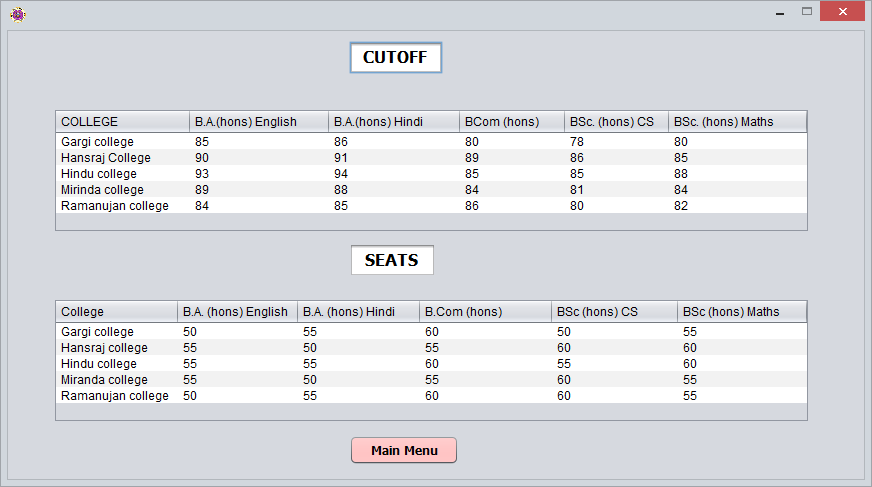 CUTOFF
COLLEGE B.A.(hons) English B.A.(hons) Hindi BCom (hons) BSc. (hons) CS BSc. (hons) Maths
Gargi college 85 86 80 78 80
Hansraj College 90 91 89 86 85
Hindu college 93 94 85 85 88
Mirinda college 89 88 84 81 84
Ramanujan college 84 85 86 80 82
SEATS
College B.A. (hons) English B.A. (hons) Hindi B.Com (hons) BSc (hons) CS BSc (hons) Maths
Gargi college 50 55 60 50 55
Hansraj college 55 50 55 60 60
Hindu college 55 55 60 55 60
Miranda college 55 50 55 60 60
Ramanujan college 50 55 60 60 55
Main Menu